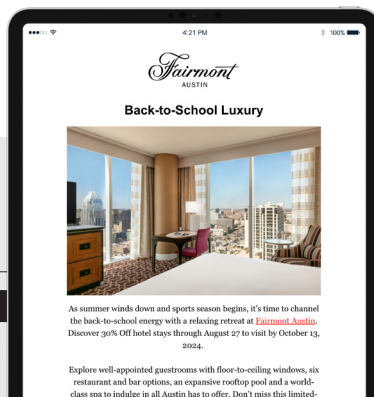 4:21 PM
100%
Fairmont
AUSTIN
Back-to-School Luxury
As summer winds down and sports season begins, it's time to channel
the back-to-school energy with a relaxing retreat at Fairmont Austin.
Discover 30% Off hotel stays through August 27 to visit by October 13,
2024.
Explore well-appointed guestrooms with floor-to-ceiling windows, six
restaurant and bar options, an expansive rooftop pool and a world-
class spa to indulge in all Austin has to offer. Don't miss this limited-